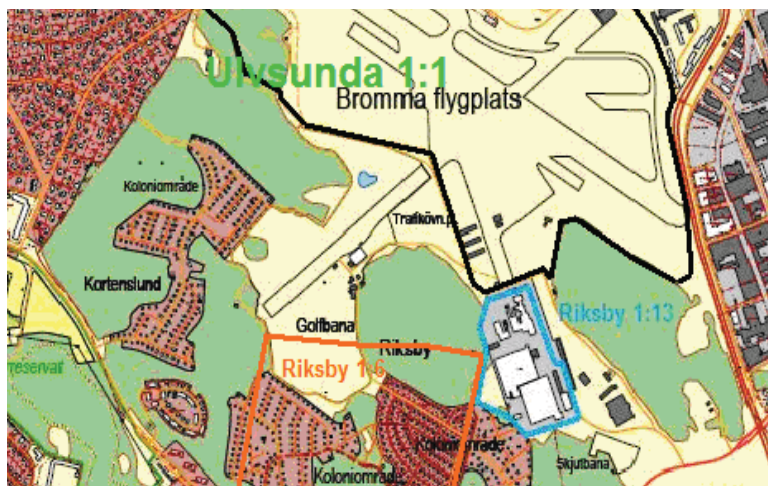 Ulvsunda 1:1
Bromma flygplats
Koloniområde
Trafikövn.pl
Kortenslund
Riksby 1:13
Golfbana
Riksby
reservat
Riksby 1:6
Koloniområde
Koloniområde
Skjutbana